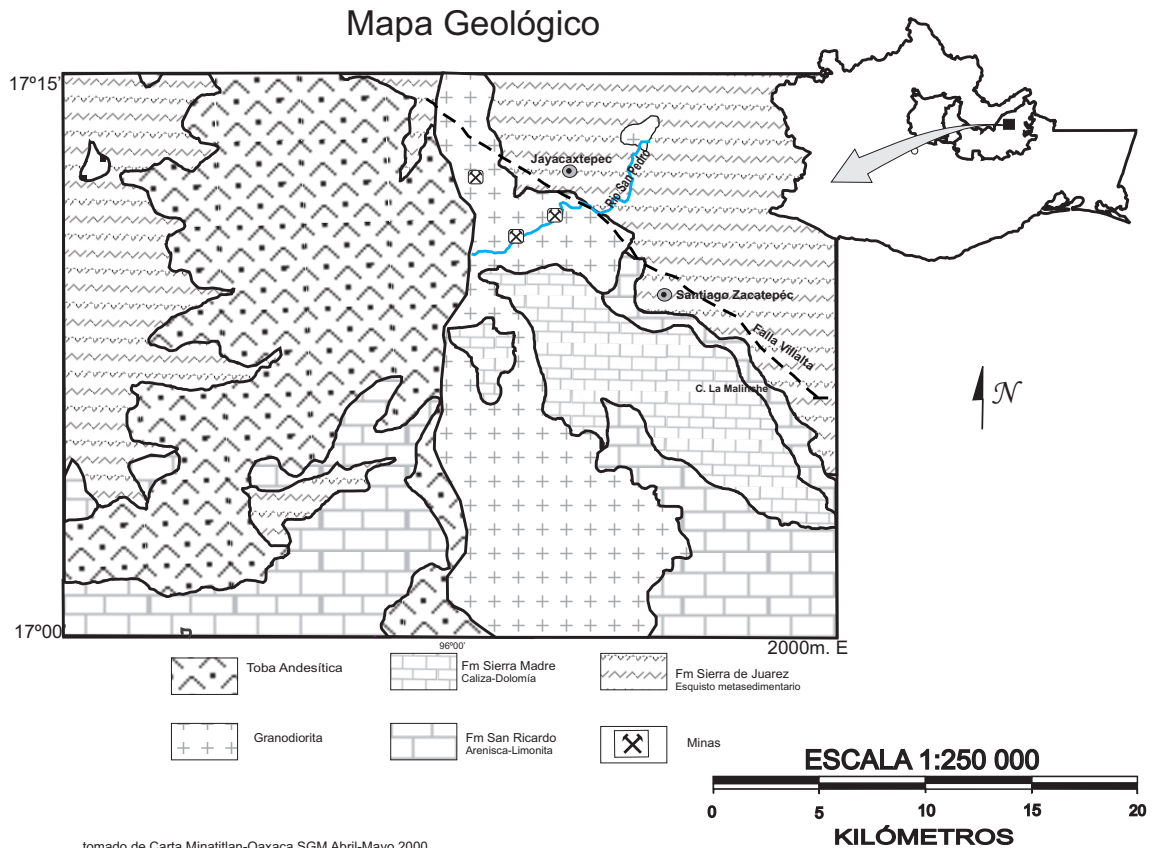 Mapa Geológico
17º15'
Jayacaxtepec
Rio San Pedro
Santiago Zacatepéc
Falla Villalta
C. La Malinche
N
17º00'
96º00'
2000m. E
Toba Andesítica
Fm Sierra Madre
Caliza-Dolomía
Fm Sierra de Juarez
Esquisto metasedimentario
Granodiorita
Fm San Ricardo
Arenisca-Limonita
Minas
ESCALA 1:250 000
0 5 10 15 20
KILÓMETROS
tomado de Carta Minatitlan-Oaxaca SGM Abril-Mayo 2000